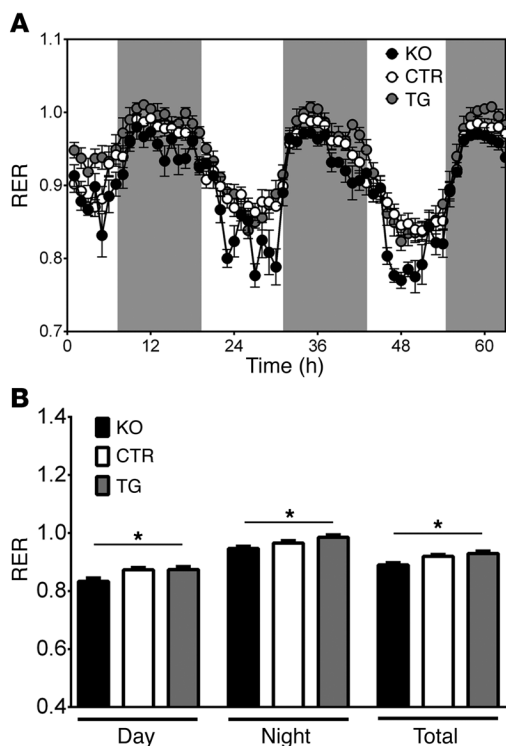 A
1.1
1.0
0.9
0.8
0.7
RER
KO
CTR
TG
0
12
24
36
48
60
Time (h)
B
1.4
1.2
1.0
0.8
0.6
0.4
RER
KO
CTR
TG
*
*
*
Day
Night
Total